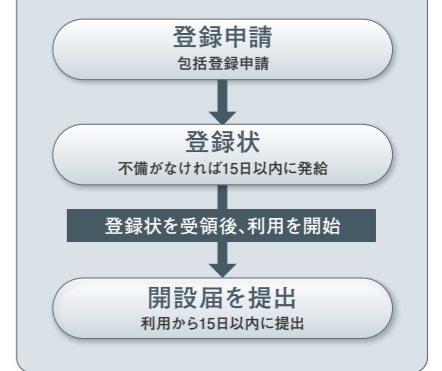 登録申請
包括登録申請
登録状
不備がなければ15日以内に発給
登録状を受領後、利用を開始
開設届を提出
利用から15日以内に提出